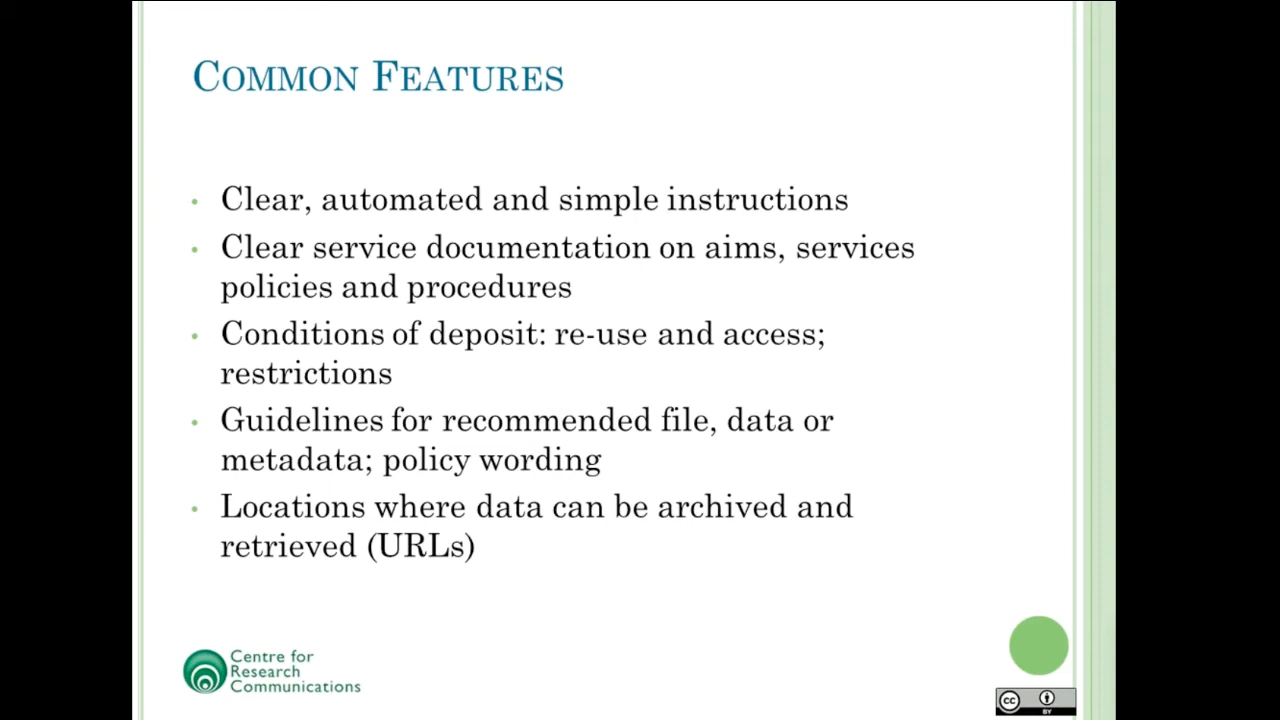 COMMON FEATURES
• Clear, automated and simple instructions
• Clear service documentation on aims, services
policies and procedures
• Conditions of deposit: re-use and access;
restrictions
• Guidelines for recommended file, data or
metadata; policy wording
• Locations where data can be archived and
retrieved (URLs)
Centre for
Research
Communications
cc
BY